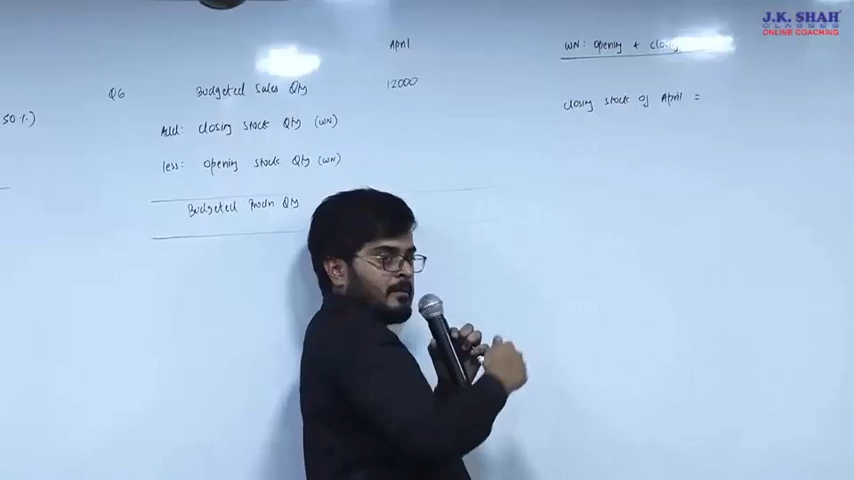 J.K. SHAH
CLASSES
ONLINE COACHING
April
WN: Opening & closing
50%)
Q6 Budgeted Sales Qty 12000
Add: closing stock Qty (WN)
closing stock of April =
less: opening stock Qty (WN)
Budgeted Prodn Qty